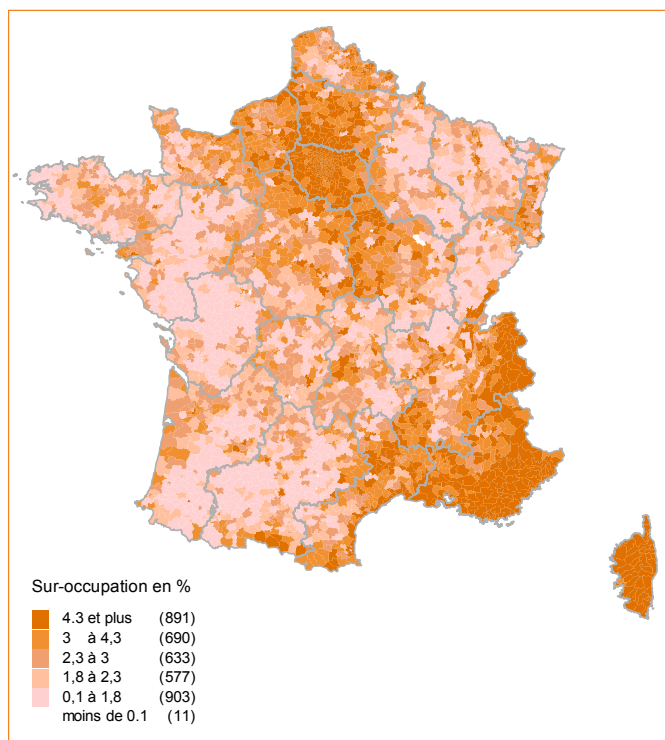 Sur-occupation en %
4.3 et plus (891)
3 à 4,3 (690)
2,3 à 3 (633)
1,8 à 2,3 (577)
0,1 à 1,8 (903)
moins de 0.1 (11)